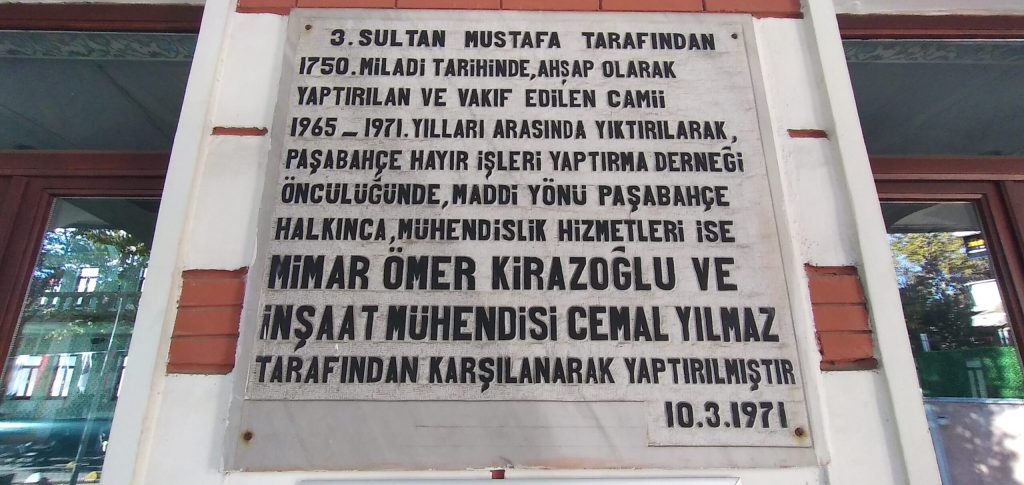 3.SULTAN MUSTAFA TARAFINDAN
1750.MİLADİ TARİHİNDE,AHŞAP OLARAK
YAPTIRILAN VE VAKIF EDİLEN CAMİİ
1965_1971.YILLARI ARASINDA YIKTIRILARAK,
PAŞABAHÇE HAYIR İŞLERİ YAPTIRMA DERNEĞİ
ÖNCÜLÜĞÜNDE,MADDİ YÖNÜ PAŞABAHÇE
HALKINCA,MÜHENDİSLİK HİZMETLERİ İSE
MİMAR ÖMER KİRAZOĞLU VE
İNŞAAT MÜHENDİSİ CEMAL YILMAZ
TARAFINDAN KARŞILANARAK YAPTIRILMIŞTIR
10.3.1971